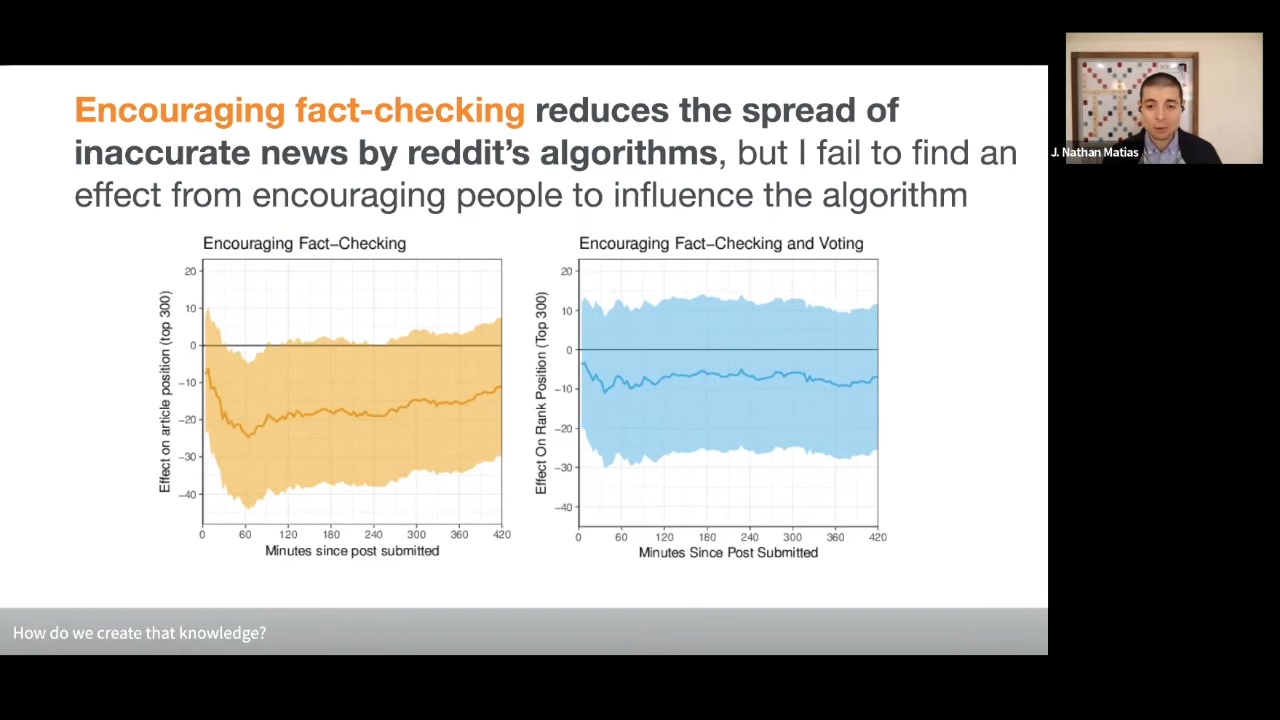 Encouraging fact-checking reduces the spread of
inaccurate news by reddit's algorithms, but I fail to find an
effect from encouraging people to influence the algorithm
Encouraging Fact–Checking
Effect on article position (top 300)
20
10
0
−10
−20
−30
−40
0 60 120 180 240 300 360 420
Minutes since post submitted
Encouraging Fact–Checking and Voting
Effect On Rank Position (Top 300)
20
10
0
−10
−20
−30
−40
0 60 120 180 240 300 360 420
Minutes Since Post Submitted
How do we create that knowledge?
J. Nathan Matias